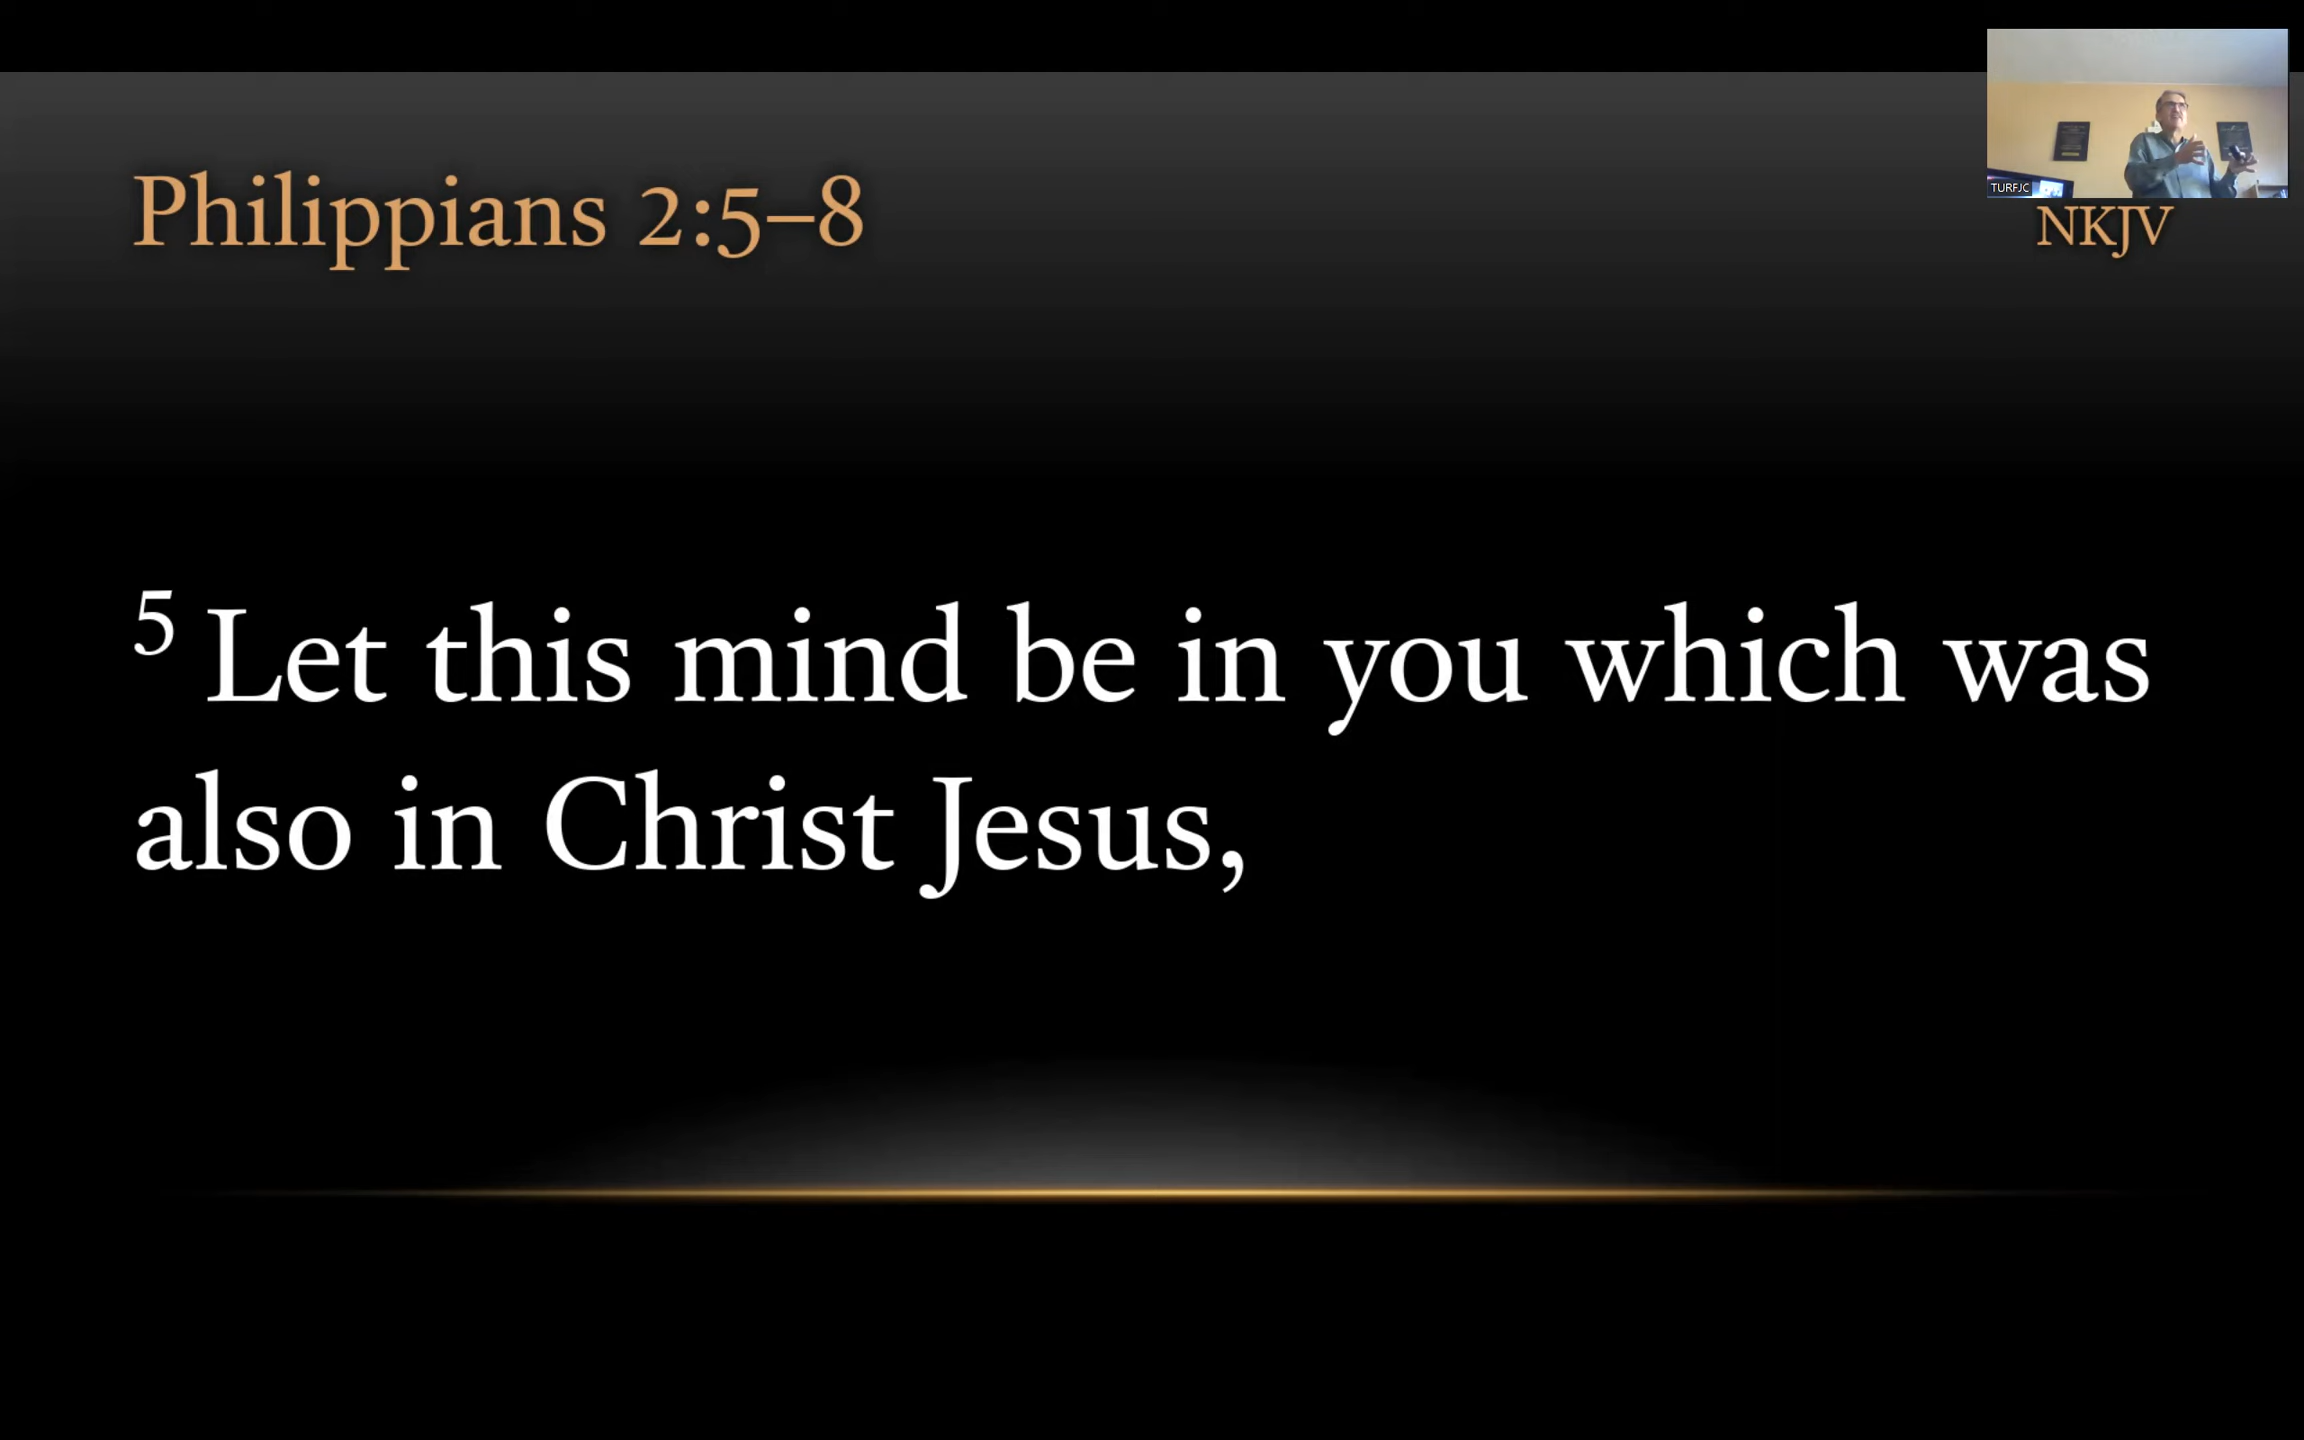 TURFJC
Philippians 2:5–8
NKJV
5 Let this mind be in you which was
also in Christ Jesus,